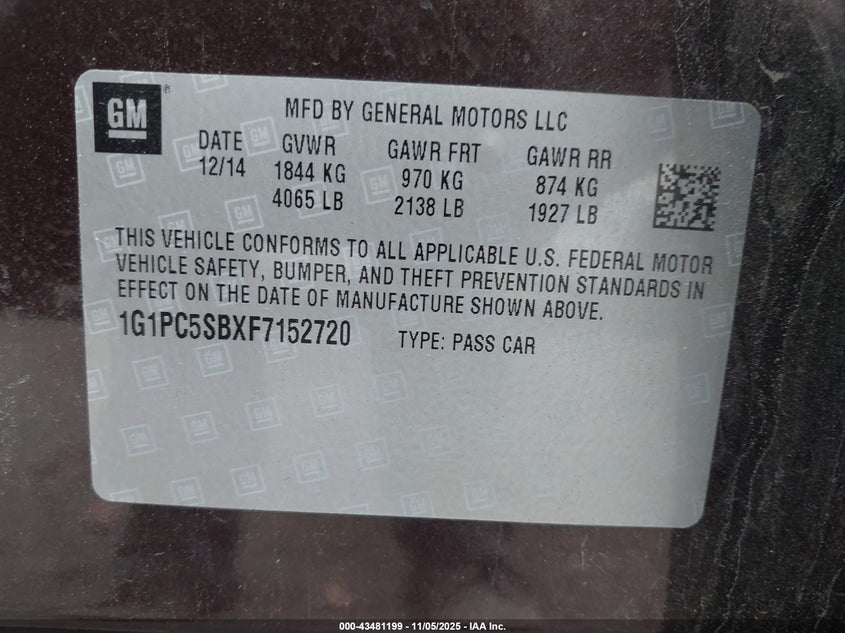 GM®
MFD BY GENERAL MOTORS LLC
DATE GVWR GAWR FRT GAWR RR
12/14 1844 KG 970 KG 874 KG
4065 LB 2138 LB 1927 LB
THIS VEHICLE CONFORMS TO ALL APPLICABLE U.S. FEDERAL MOTOR
VEHICLE SAFETY, BUMPER, AND THEFT PREVENTION STANDARDS IN
EFFECT ON THE DATE OF MANUFACTURE SHOWN ABOVE.
1G1PC5SBXF7152720 TYPE: PASS CAR
000-43481199 - 11/05/2025 - IAA Inc.